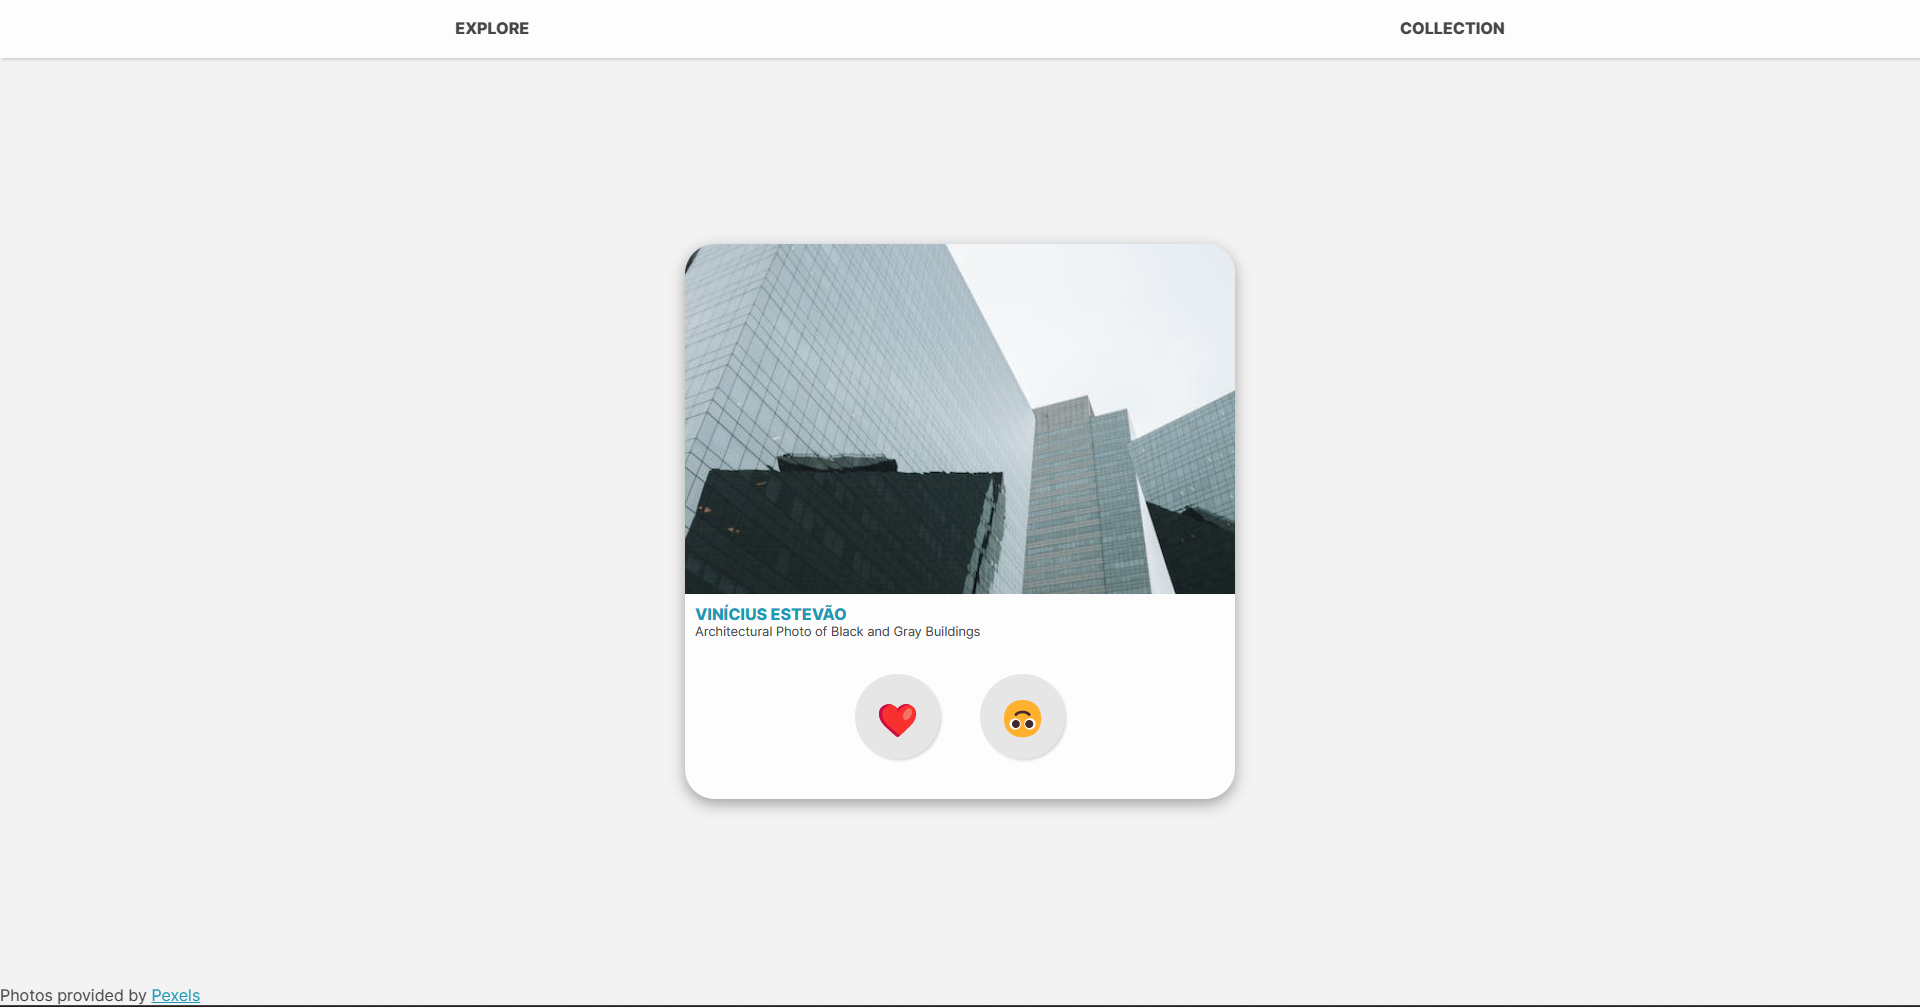 EXPLORE
COLLECTION
VINÍCIUS ESTEVÃO
Architectural Photo of Black and Gray Buildings
Photos provided by Pexels